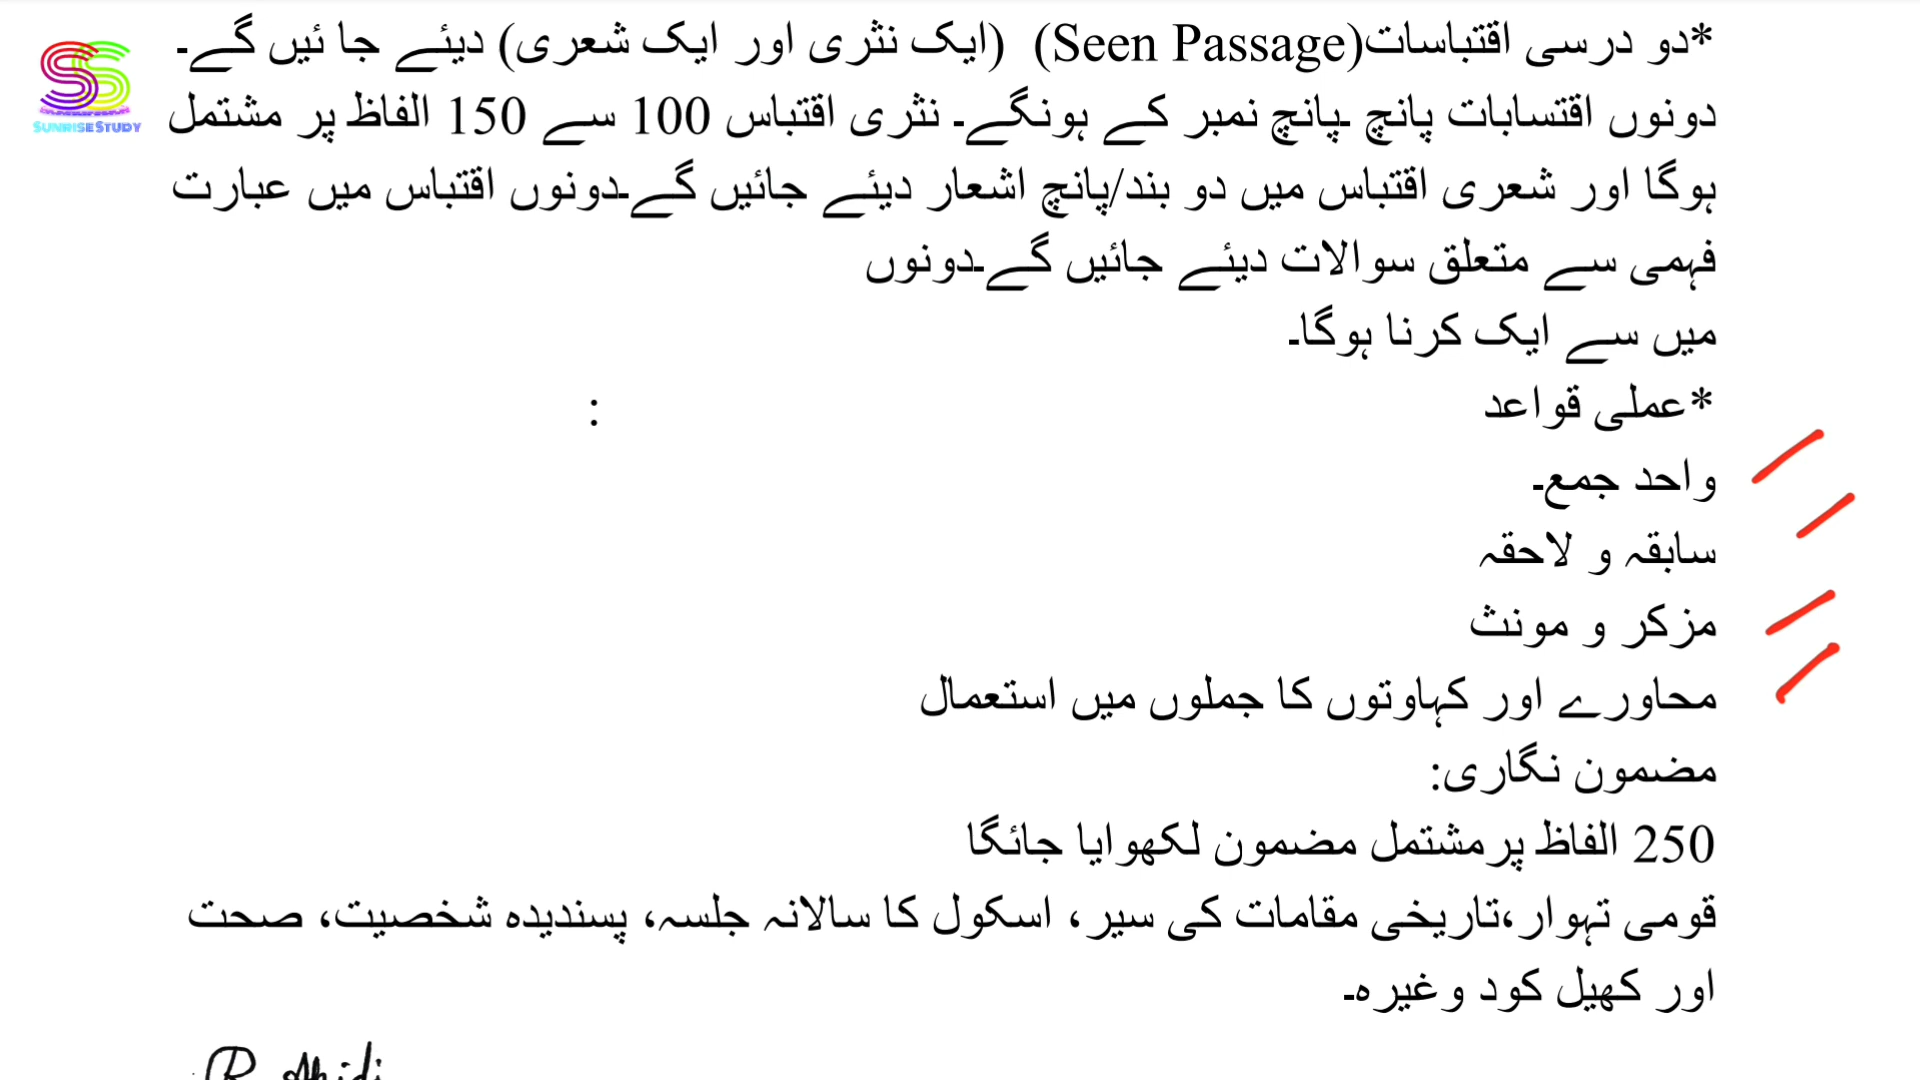 SUNRISESTUDY
*دو درسی اقتباسات(Seen Passage) (ایک نثری اور ایک شعری) دیئے جا ئیں گے۔
دونوں اقتسابات پانچ ۔پانچ نمبر کے ہونگے۔ نثری اقتباس 100 سے 150 الفاظ پر مشتمل
ہوگا اور شعری اقتباس میں دو بند/پانچ اشعار دیئے جائیں گے۔دونوں اقتباس میں عبارت
فہمی سے متعلق سوالات دیئے جائیں گے۔دونوں
میں سے ایک کرنا ہوگا۔
*عملی قواعد :
واحد جمع۔
سابقہ و لاحقہ
مزکر و مونث
محاورے اور کہاوتوں کا جملوں میں استعمال
مضمون نگاری:
250 الفاظ پرمشتمل مضمون لکھوایا جائگا
قومی تہوار،تاریخی مقامات کی سیر، اسکول کا سالانہ جلسہ، پسندیدہ شخصیت، صحت
اور کھیل کود وغیرہ۔